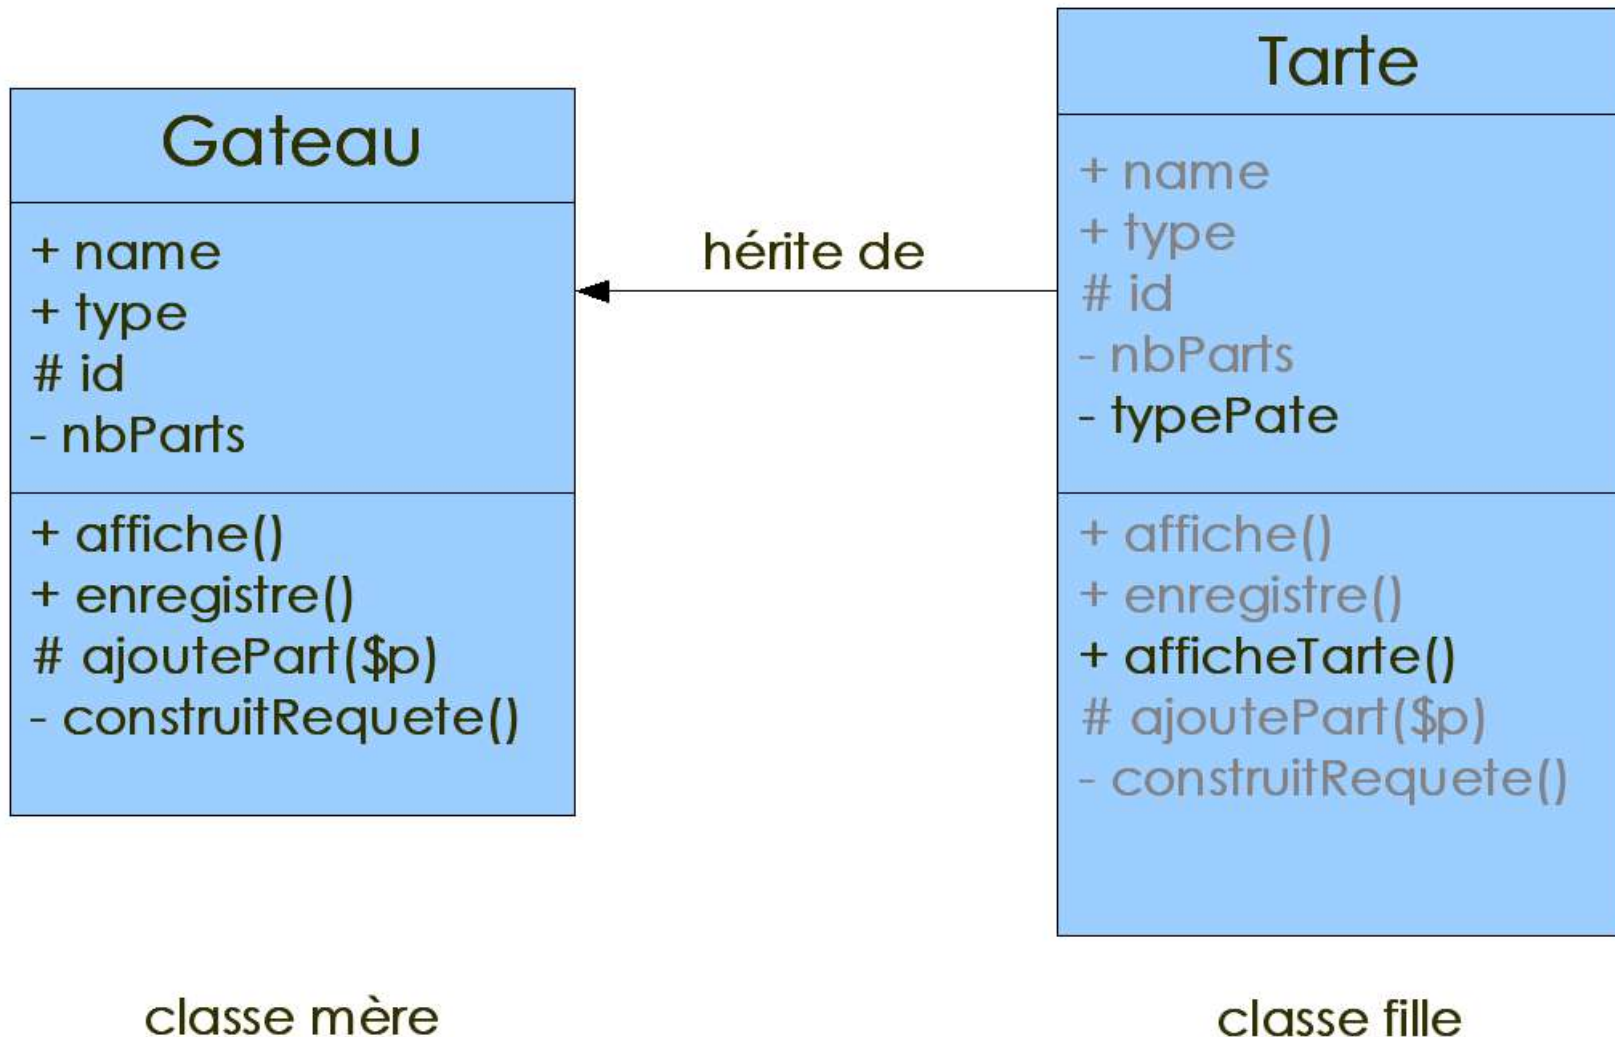 Gateau
+ name
+ type
# id
- nbParts
+ affiche()
+ enregistre()
# ajoutePart($p)
- construitRequete()
classe mère
hérite de
Tarte
+ name
+ type
# id
- nbParts
- typePate
+ affiche()
+ enregistre()
+ afficheTarte()
# ajoutePart($p)
- construitRequete()
classe fille